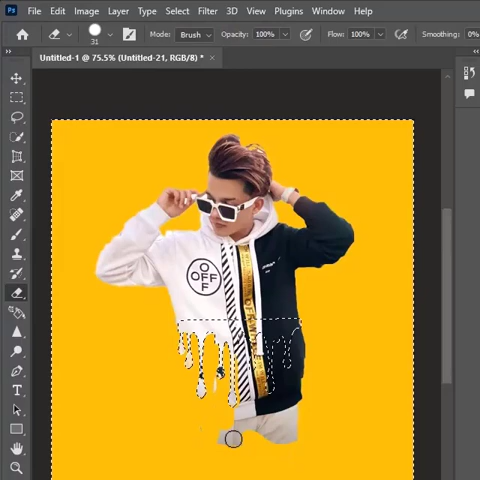 Ps File Edit Image Layer Type Select Filter 3D View Plugins Window Help
31 Mode: Brush Opacity: 100% Flow: 100% Smoothing: 0%
Untitled-1 @ 75.5% (Untitled-21, RGB/8) * ×
O
OFF
F